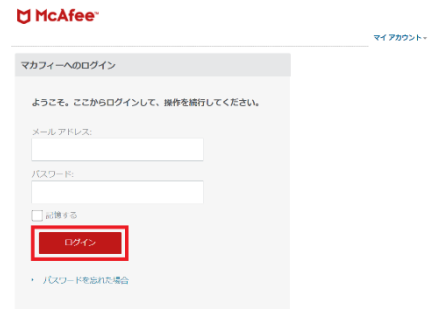 McAfee™
マイ アカウント
マカフィーへのログイン
ようこそ。ここからログインして、操作を続行してください。
メール アドレス:
パスワード:
記憶する
ログイン
パスワードを忘れた場合